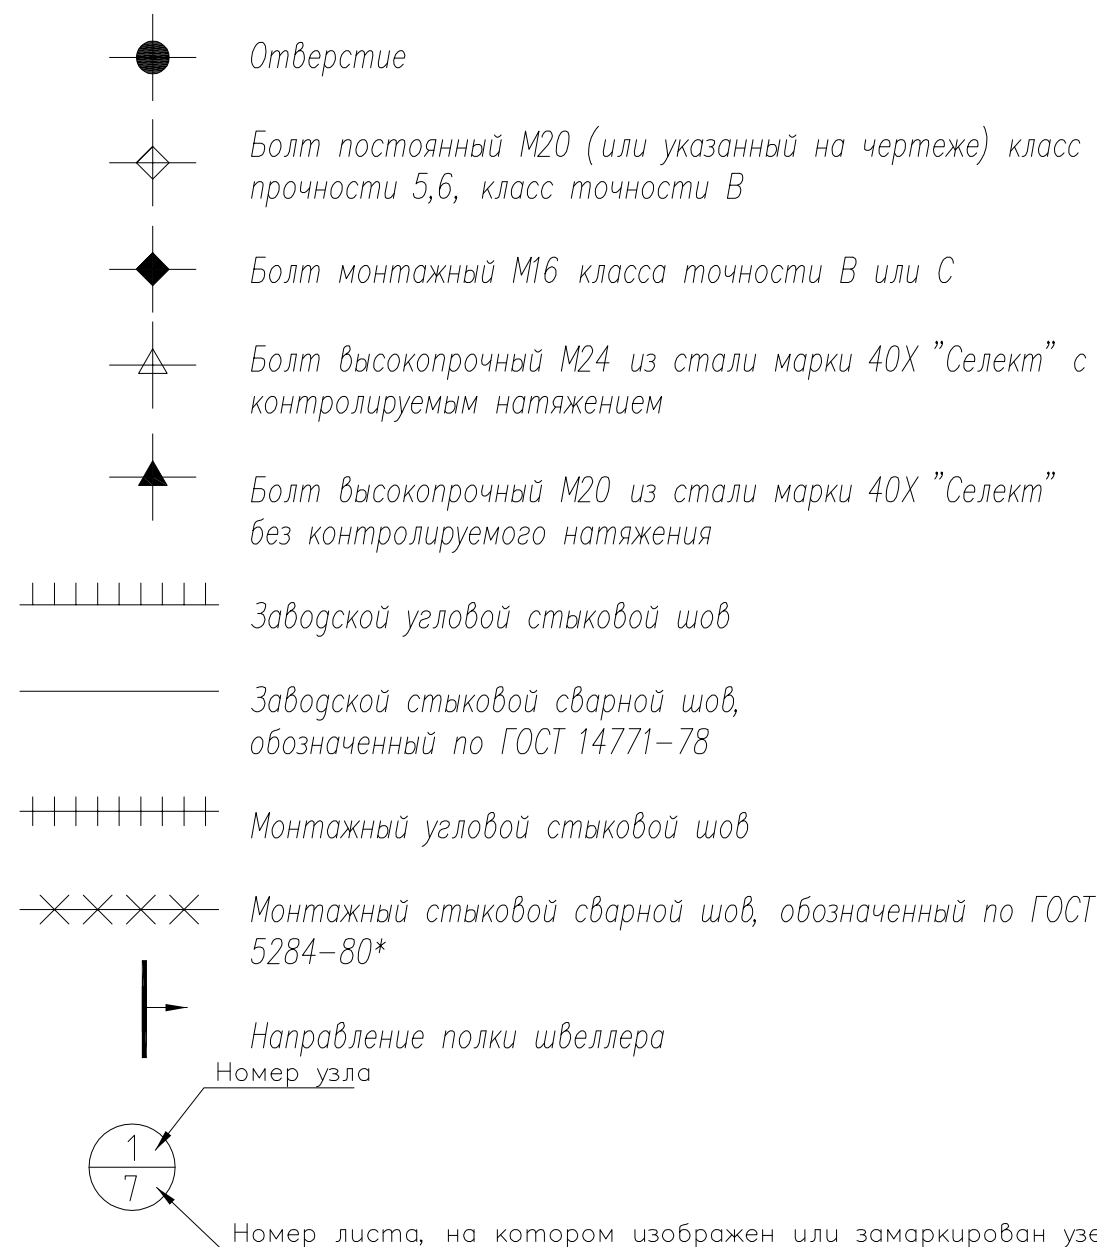 Отверстие
Болт постоянный М20 (или указанный на чертеже) класс
прочности 5,6, класс точности В
Болт монтажный М16 класса точности В или С
Болт высокопрочный М24 из стали марки 40Х "Селект" с
контролируемым натяжением
Болт высокопрочный М20 из стали марки 40Х "Селект"
без контролируемого натяжения
Заводской угловой стыковой шов
Заводской стыковой сварной шов,
обозначенный по ГОСТ 14771-78
Монтажный угловой стыковой шов
Монтажный стыковой сварной шов, обозначенный по ГОСТ
5284-80*
Направление полки швеллера
Номер узла
1
7
Номер листа, на котором изображен или замаркирован узе